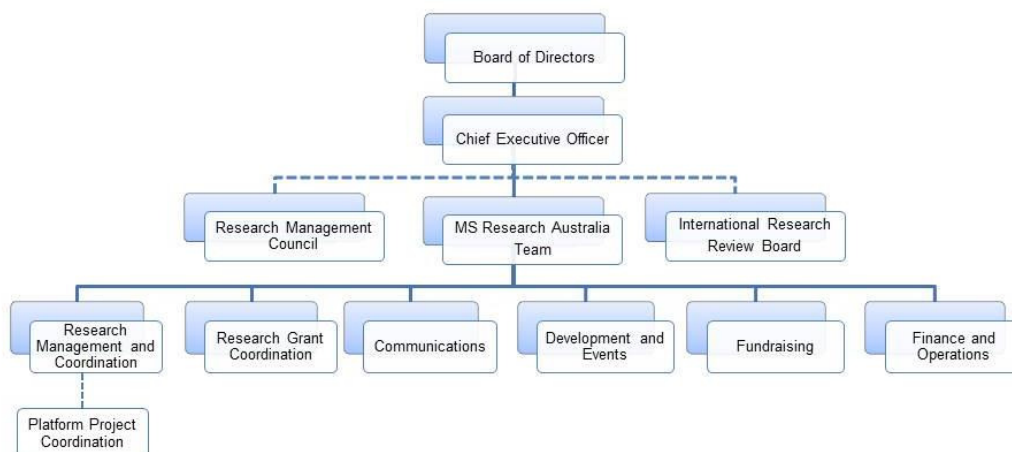 Board of Directors
Chief Executive Officer
Research Management
Council
MS Research Australia
Team
International Research
Review Board
Research
Management and
Coordination
Research Grant
Coordination
Communications
Development and
Events
Fundraising
Finance and
Operations
Platform Project
Coordination